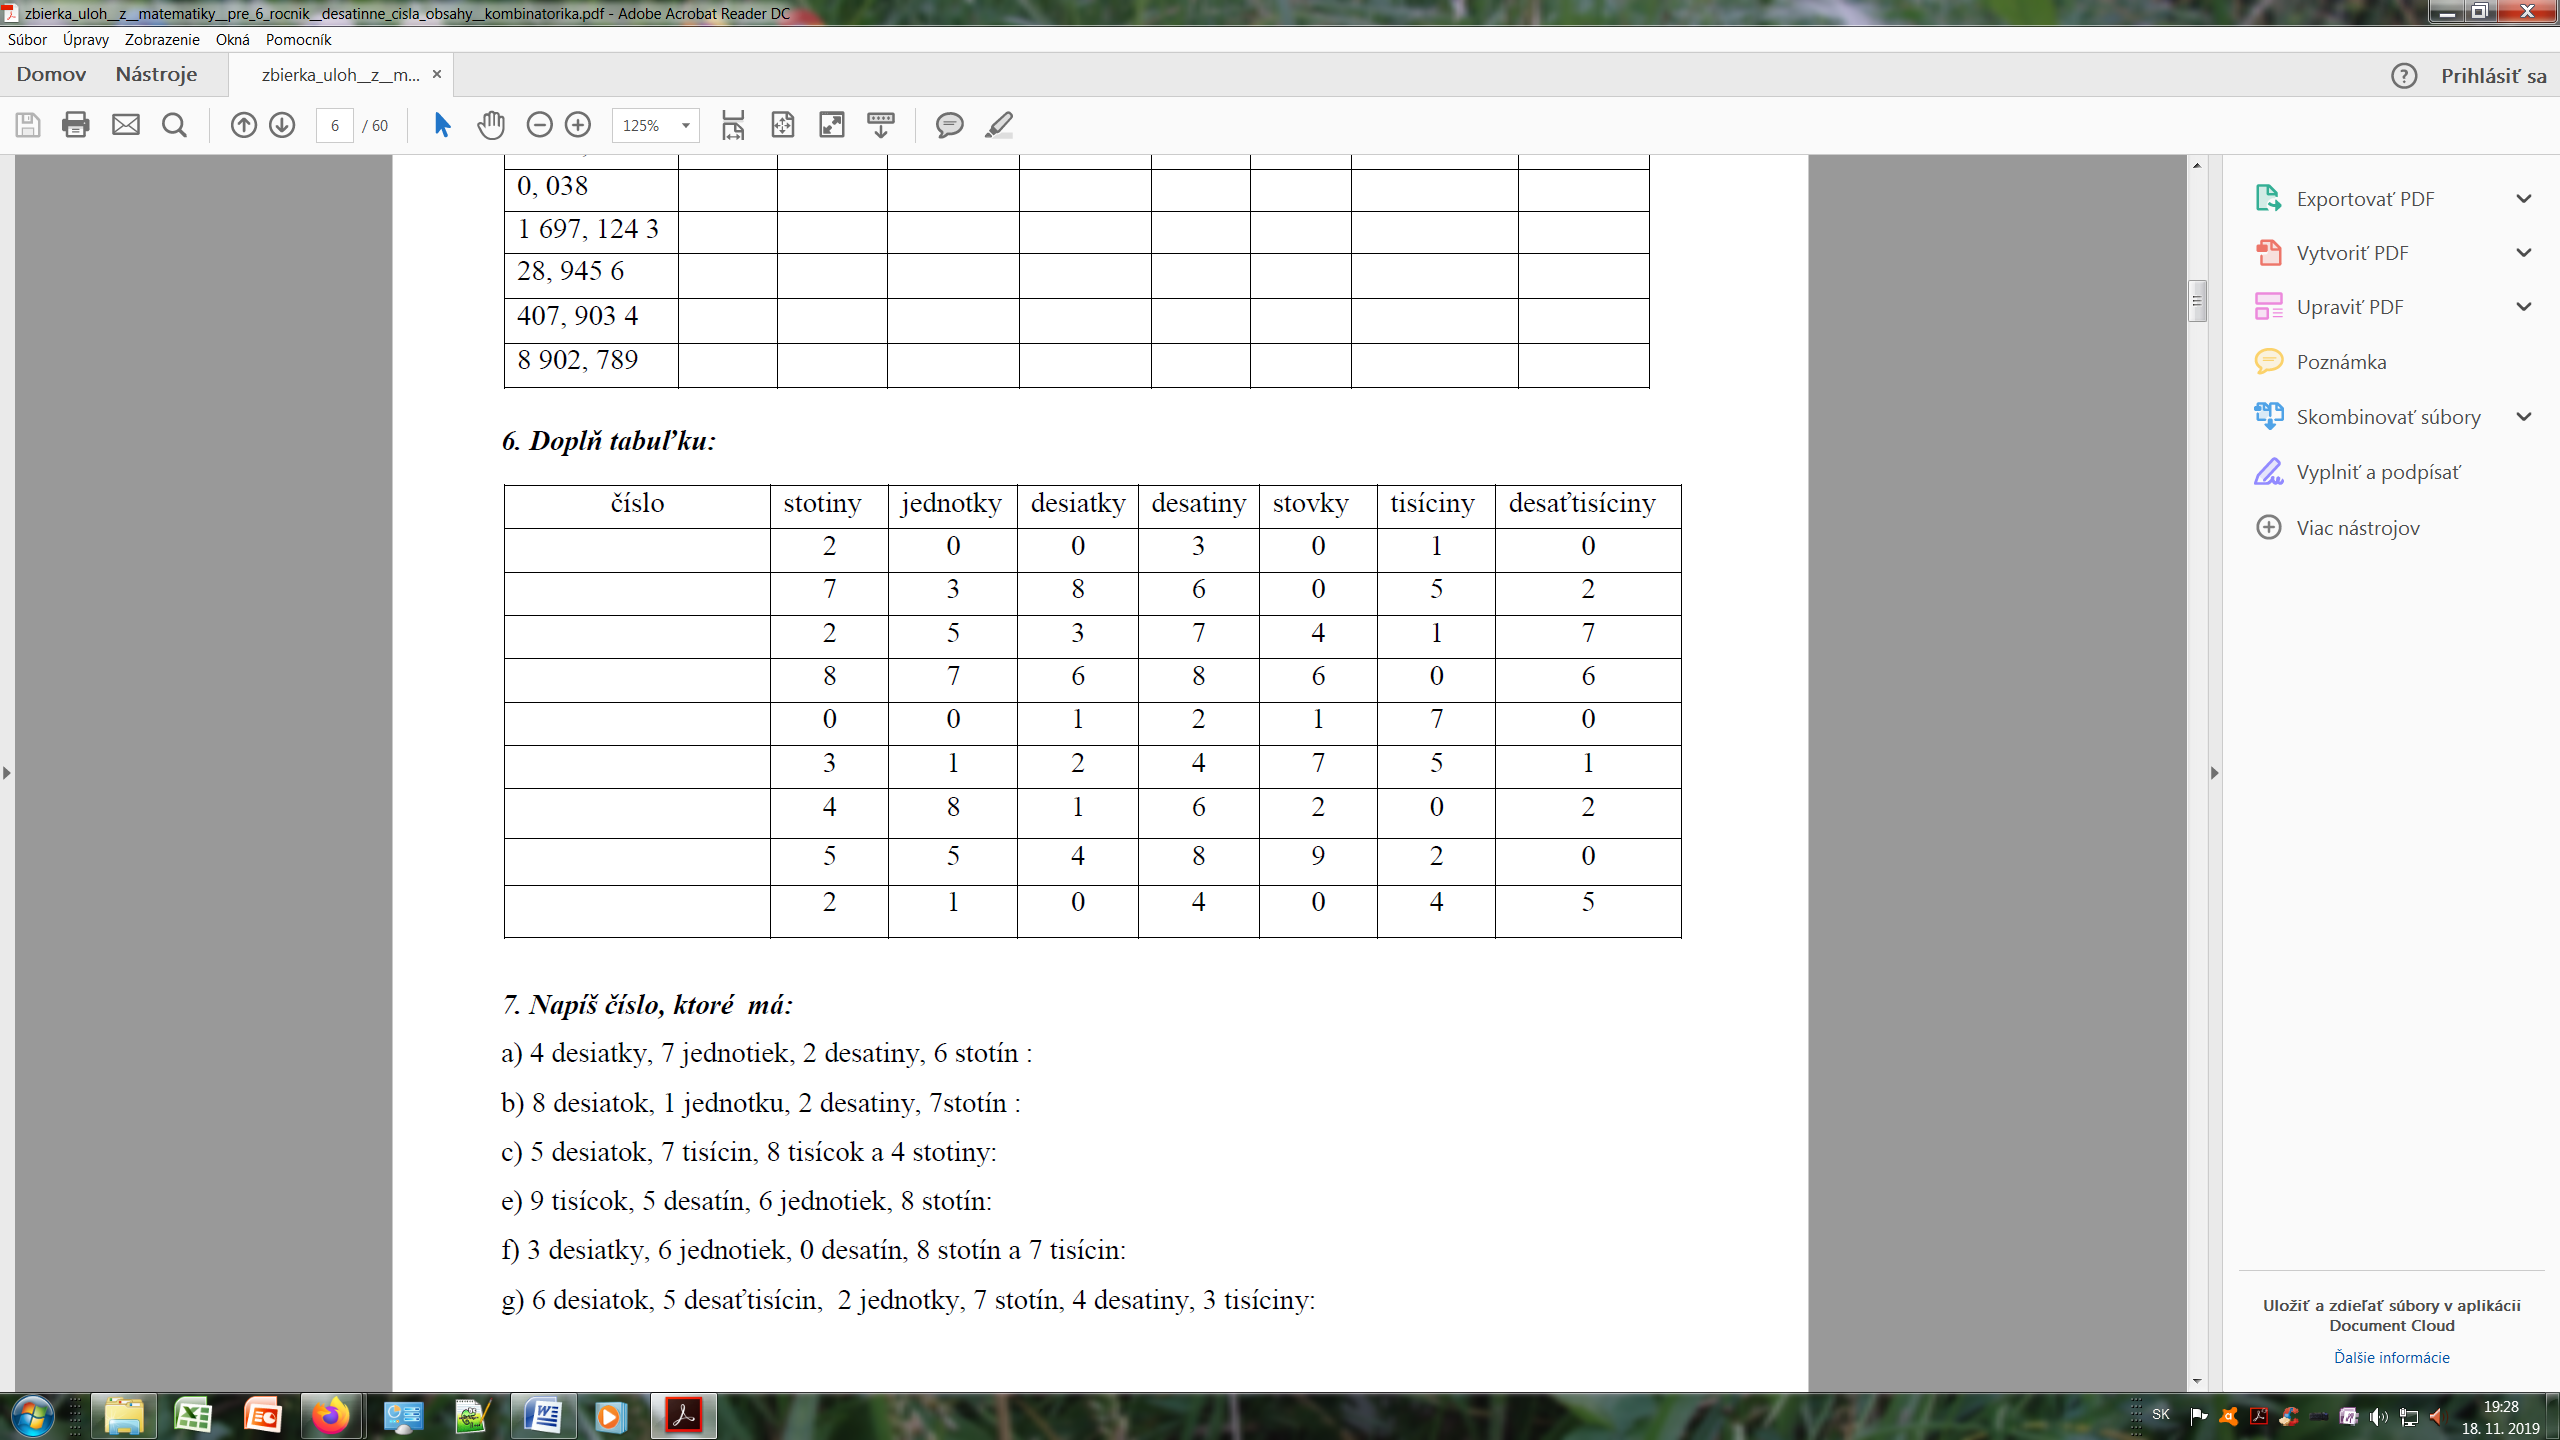 zbierka_uloh__z__matematiky__pre_6_rocnik__desatinne_cisla_obsahy__kombinatorika.pdf - Adobe Acrobat Reader DC
Súbor Úpravy Zobrazenie Okná Pomocník
Domov Nástroje zbierka_uloh__z__m... × ? Prihlásiť sa
6 / 60 125%
0, 038
1 697, 124 3
28, 945 6
407, 903 4
8 902, 789
6. Doplň tabuľku:
číslo stotiny jednotky desiatky desatiny stovky tisíciny desaťtisíciny
2 0 0 3 0 1 0
7 3 8 6 0 5 2
2 5 3 7 4 1 7
8 7 6 8 6 0 6
0 0 1 2 1 7 0
3 1 2 4 7 5 1
4 8 1 6 2 0 2
5 5 4 8 9 2 0
2 1 0 4 0 4 5
7. Napíš číslo, ktoré  má:
a) 4 desiatky, 7 jednotiek, 2 desatiny, 6 stotín :
b) 8 desiatok, 1 jednotku, 2 desatiny, 7stotín :
c) 5 desiatok, 7 tisícin, 8 tisícok a 4 stotiny:
e) 9 tisícok, 5 desatín, 6 jednotiek, 8 stotín:
f) 3 desiatky, 6 jednotiek, 0 desatín, 8 stotín a 7 tisícin:
g) 6 desiatok, 5 desaťtisícin,  2 jednotky, 7 stotín, 4 desatiny, 3 tisíciny:
Exportovať PDF
Vytvoriť PDF
Upraviť PDF
Poznámka
Skombinovať súbory
Vyplniť a podpísať
Viac nástrojov
Uložiť a zdieľať súbory v aplikácii
Document Cloud
Ďalšie informácie
SK
19:28
18. 11. 2019